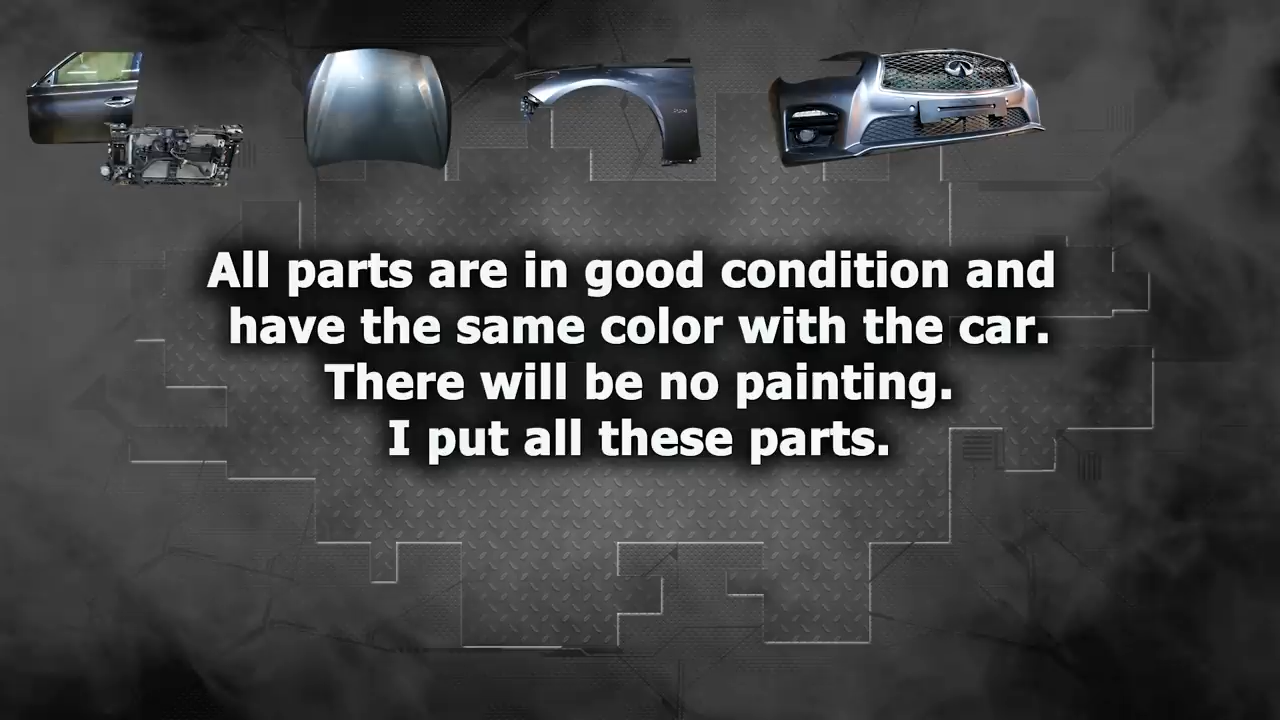 All parts are in good condition and
have the same color with the car.
There will be no painting.
I put all these parts.